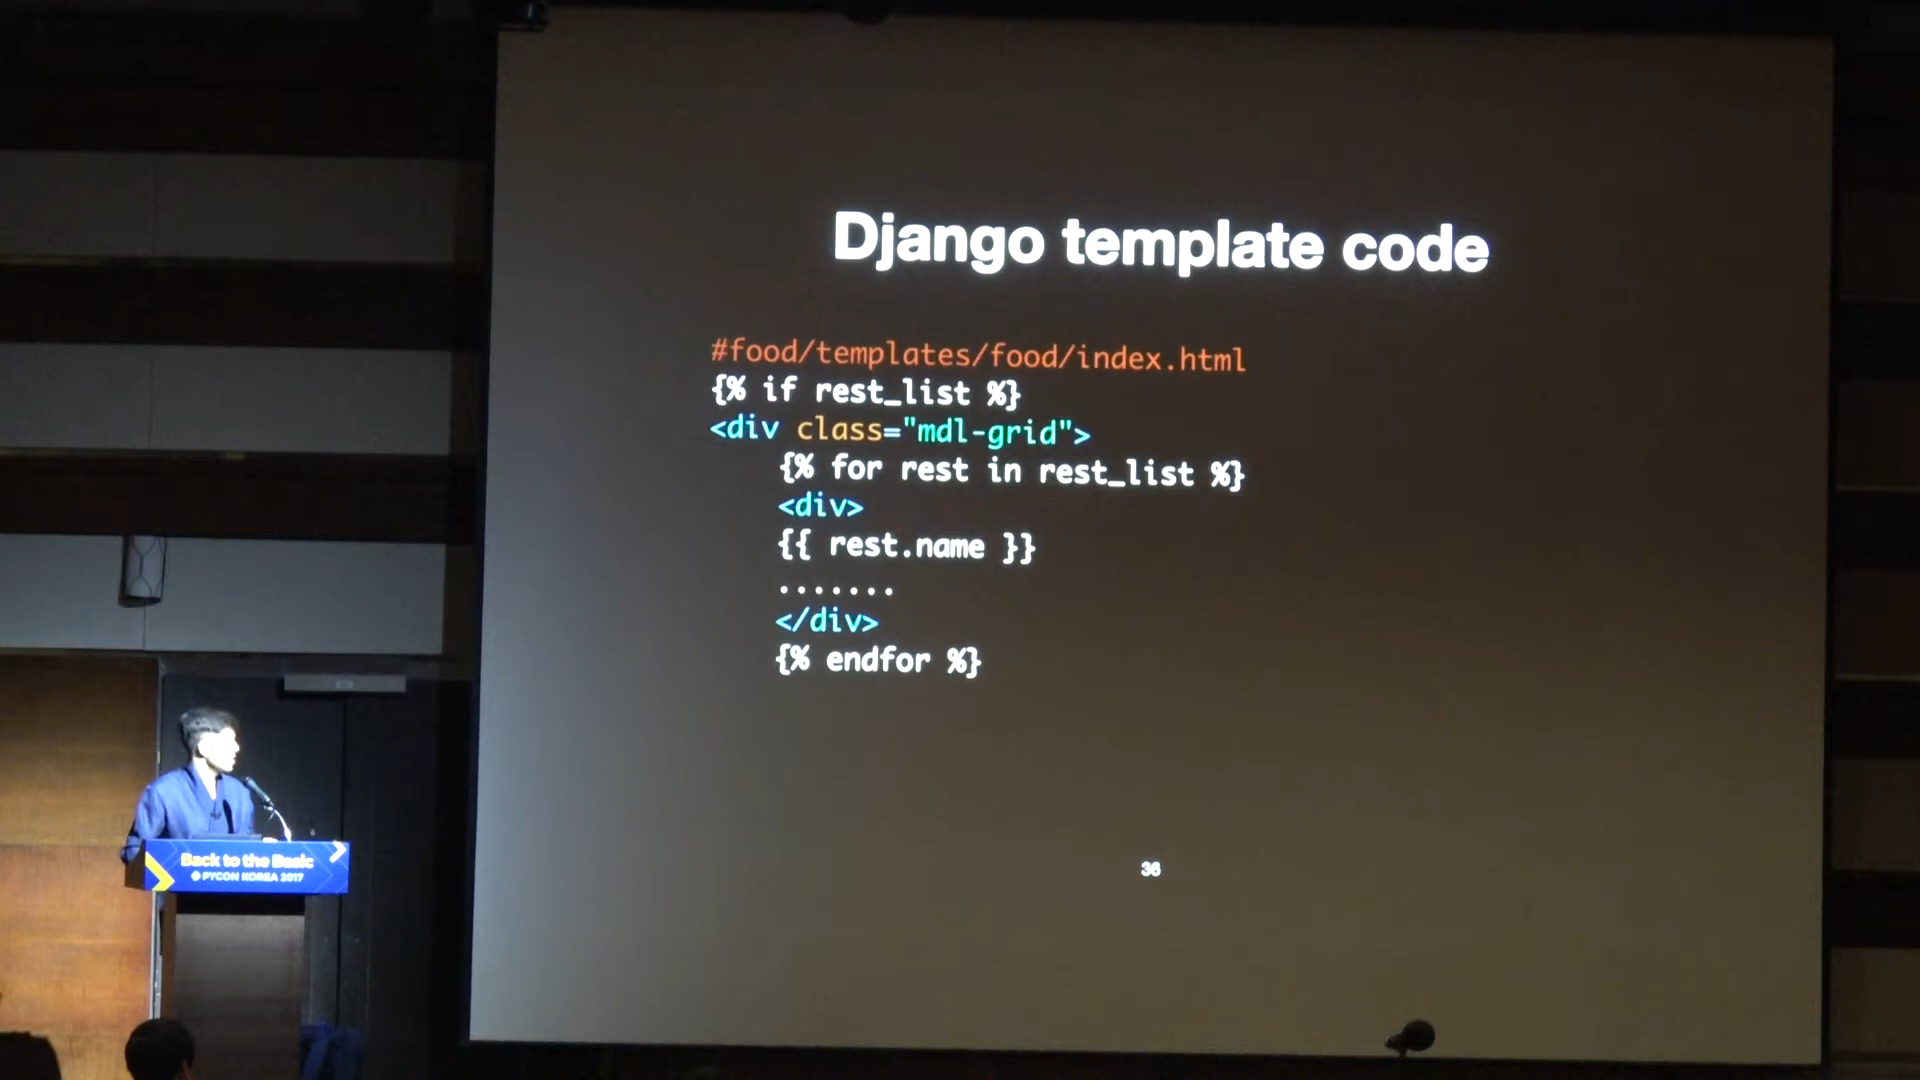 Django template code
#food/templates/food/index.html
{% if rest_list %}
<div class="mdl-grid">
{% for rest in rest_list %}
<div>
{{ rest.name }}
.......
</div>
{% endfor %}
36
Back to the Basic
PYCON KOREA 2017